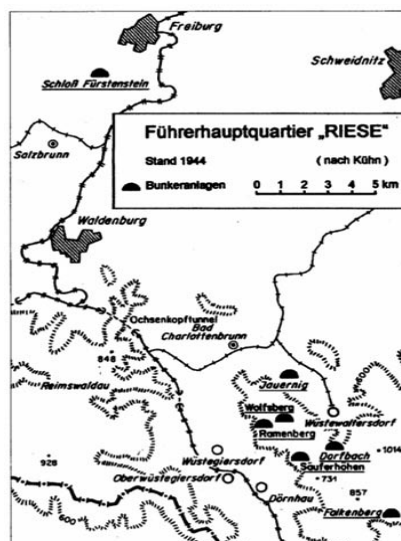 Freiburg
Schweidnitz
Schloß Fürstenstein
Führerhauptquartier „RIESE"
Stand 1944 (nach Kühn)
Bunkeranlagen 0 1 2 3 4 5 km
Salzbrunn
Waldenburg
Ochsenkopftunnel
Bad
Charlottenbrunn
848
Reimswaldau
Jauernig
600
Wolfsberg
Ramenberg
Wüstewaltersdorf
Wüstegiersdorf
Dorfbach
1014
Säuferhöhen
928
Oberwüstegiersdorf
731
Dörnhau
857
Falkenberg
600